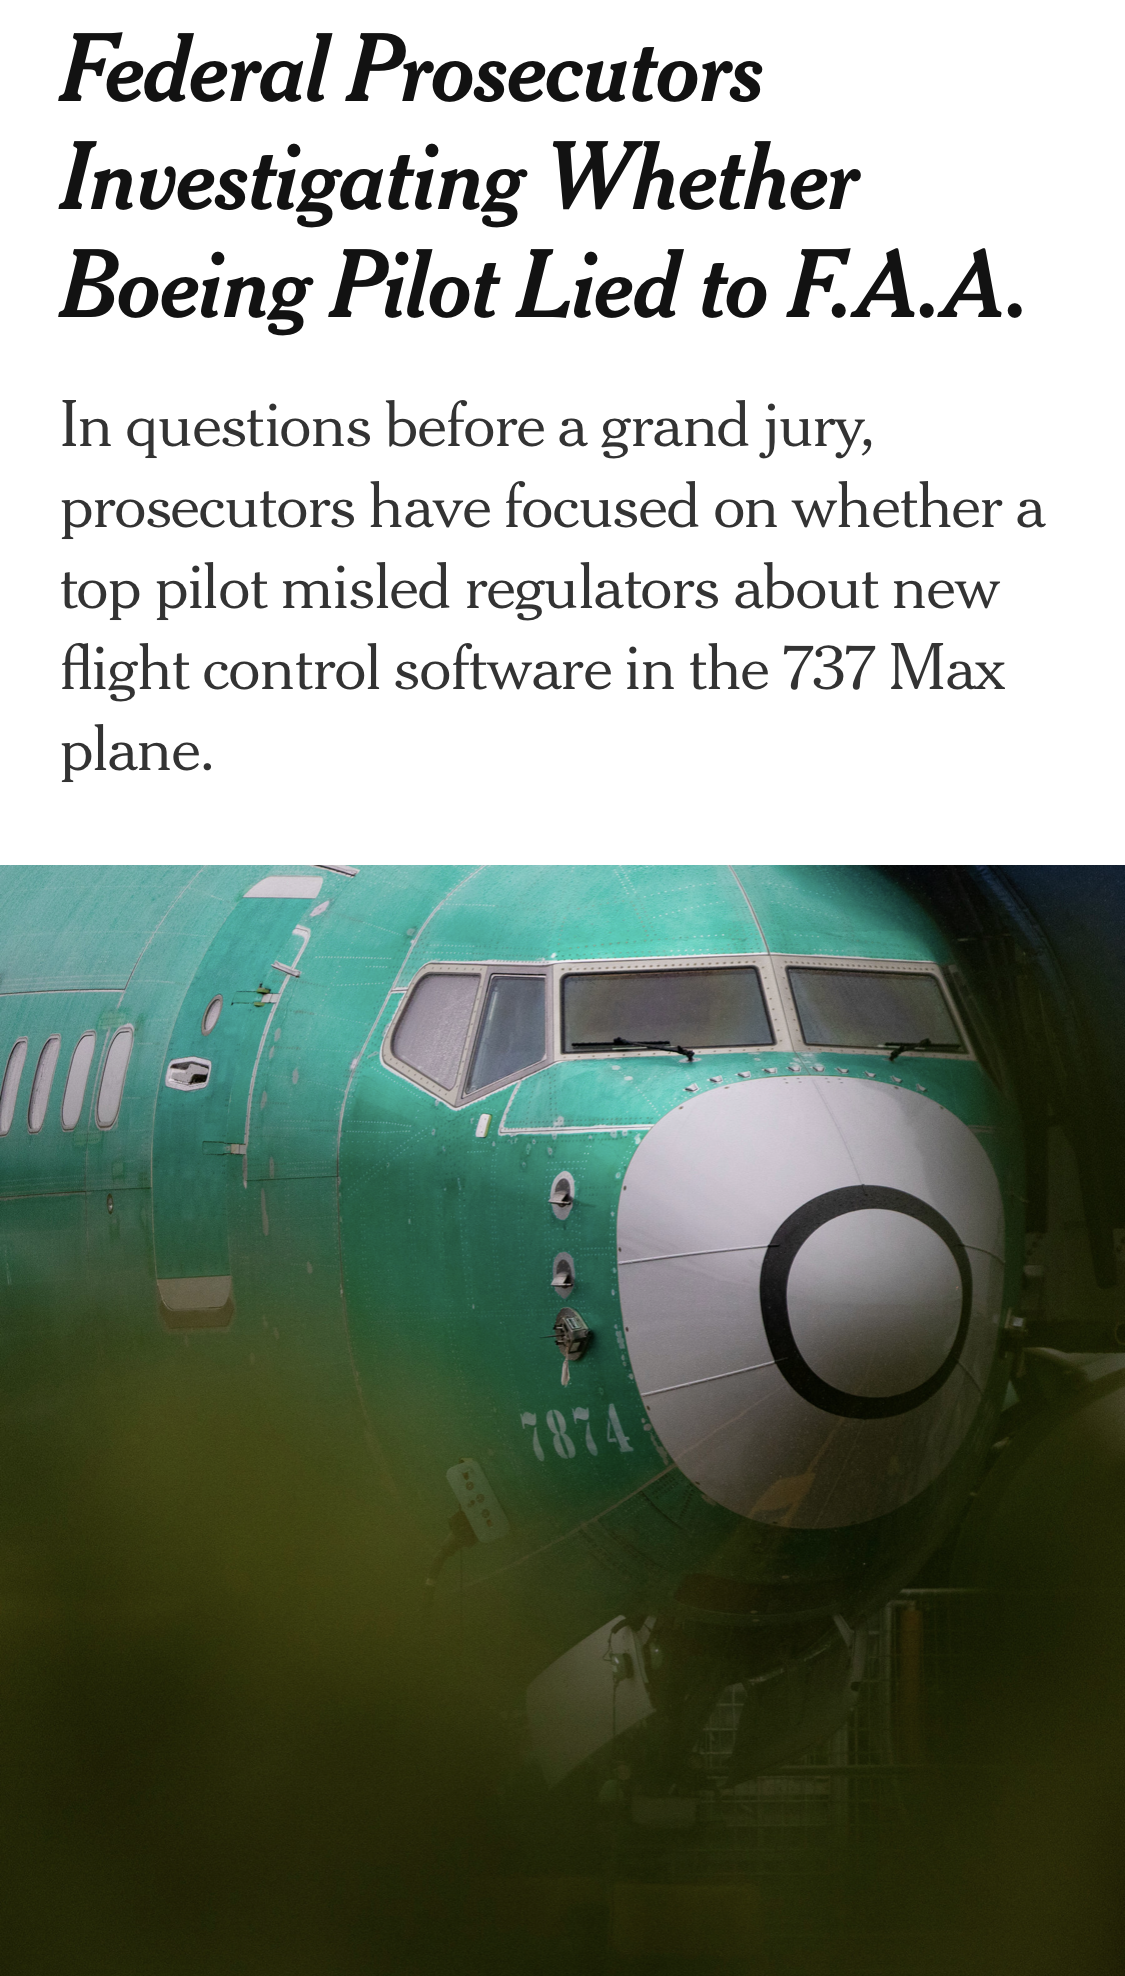 Federal Prosecutors
Investigating Whether
Boeing Pilot Lied to F.A.A.
In questions before a grand jury,
prosecutors have focused on whether a
top pilot misled regulators about new
flight control software in the 737 Max
plane.
7874